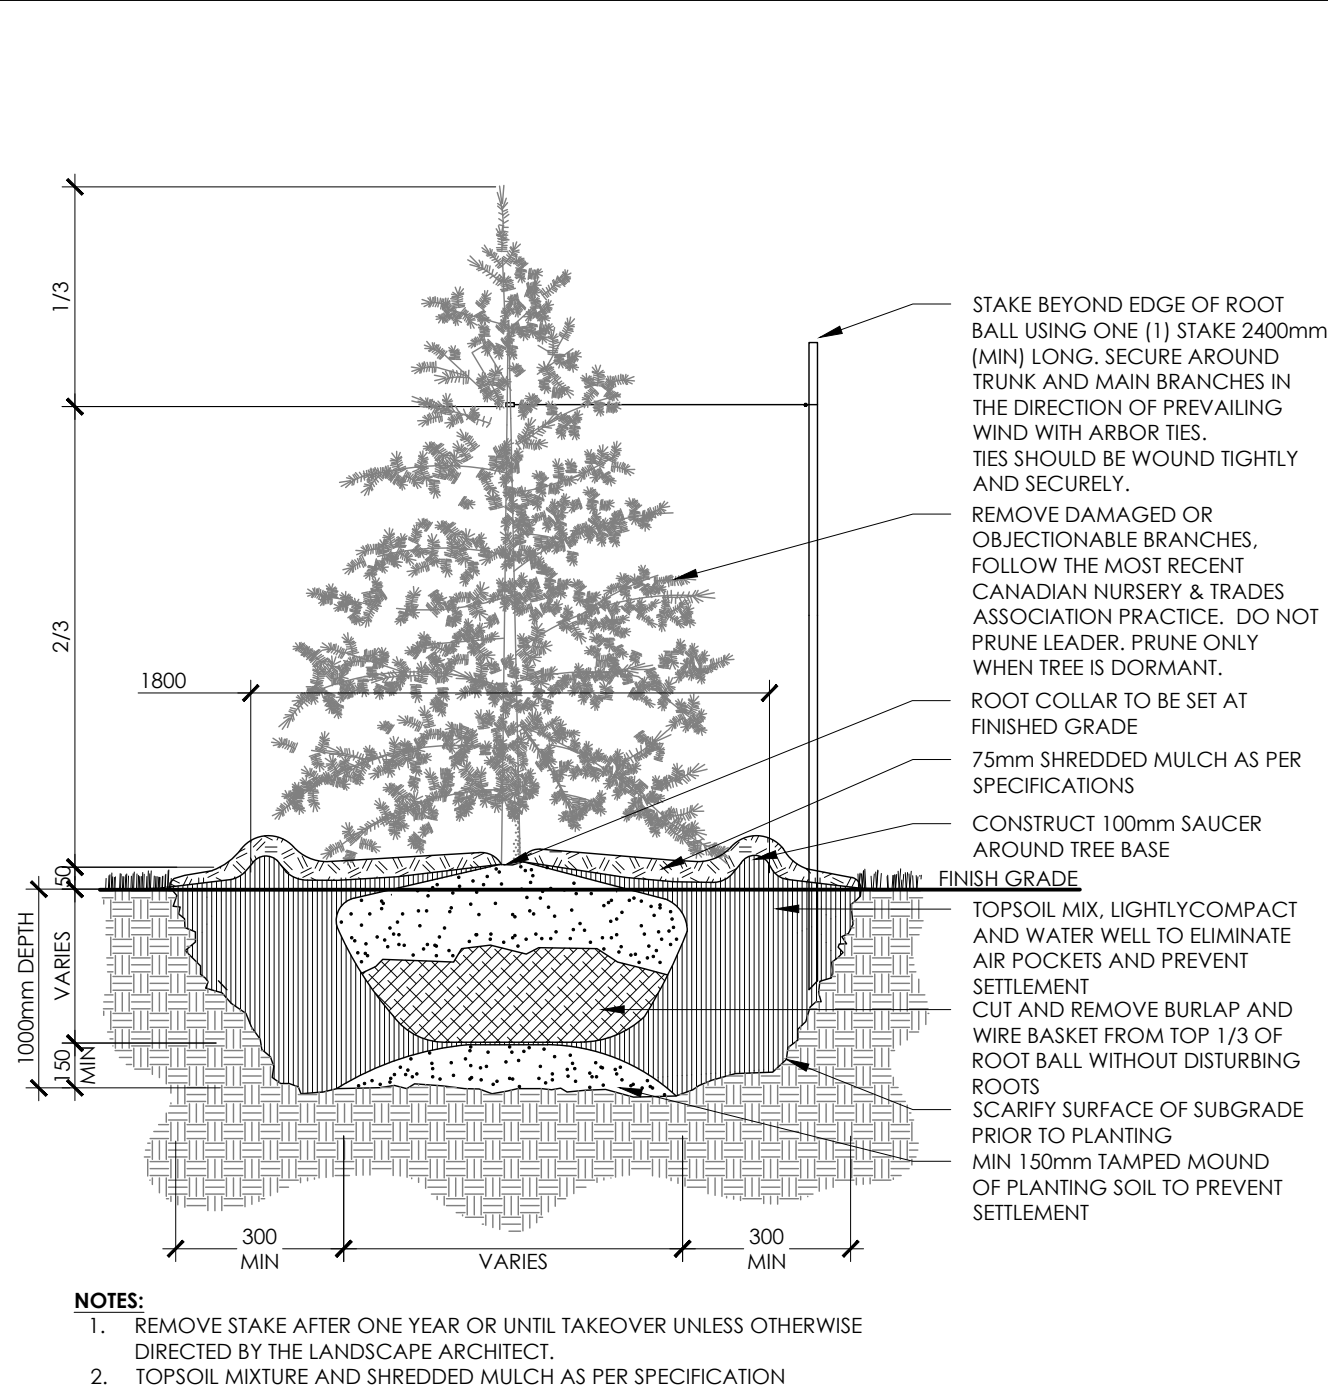 1/3
2/3
1800
50
1000mm DEPTH
VARIES
150
MIN
STAKE BEYOND EDGE OF ROOT
BALL USING ONE (1) STAKE 2400mm
(MIN) LONG. SECURE AROUND
TRUNK AND MAIN BRANCHES IN
THE DIRECTION OF PREVAILING
WIND WITH ARBOR TIES.
TIES SHOULD BE WOUND TIGHTLY
AND SECURELY.
REMOVE DAMAGED OR
OBJECTIONABLE BRANCHES,
FOLLOW THE MOST RECENT
CANADIAN NURSERY & TRADES
ASSOCIATION PRACTICE. DO NOT
PRUNE LEADER. PRUNE ONLY
WHEN TREE IS DORMANT.
ROOT COLLAR TO BE SET AT
FINISHED GRADE
75mm SHREDDED MULCH AS PER
SPECIFICATIONS
CONSTRUCT 100mm SAUCER
AROUND TREE BASE
FINISH GRADE
TOPSOIL MIX, LIGHTLYCOMPACT
AND WATER WELL TO ELIMINATE
AIR POCKETS AND PREVENT
SETTLEMENT
CUT AND REMOVE BURLAP AND
WIRE BASKET FROM TOP 1/3 OF
ROOT BALL WITHOUT DISTURBING
ROOTS
SCARIFY SURFACE OF SUBGRADE
PRIOR TO PLANTING
MIN 150mm TAMPED MOUND
OF PLANTING SOIL TO PREVENT
SETTLEMENT
300
MIN
VARIES
300
MIN
NOTES:
1. REMOVE STAKE AFTER ONE YEAR OR UNTIL TAKEOVER UNLESS OTHERWISE
DIRECTED BY THE LANDSCAPE ARCHITECT.
2. TOPSOIL MIXTURE AND SHREDDED MULCH AS PER SPECIFICATION